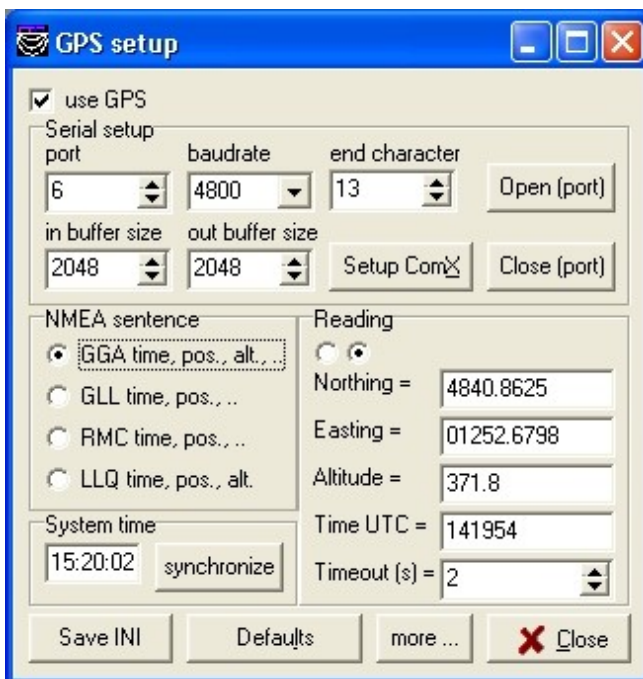 GPS setup
use GPS
Serial setup
port baudrate end character
6 4800 13 Open (port)
in buffer size out buffer size
2048 2048 Setup ComX Close (port)
NMEA sentence
GGA time, pos., alt., ..
GLL time, pos., ..
RMC time, pos., ..
LLQ time, pos., alt.
System time
15:20:02 synchronize
Reading
Northing = 4840.8625
Easting = 01252.6798
Altitude = 371.8
Time UTC = 141954
Timeout (s) = 2
Save INI Defaults more ... Close